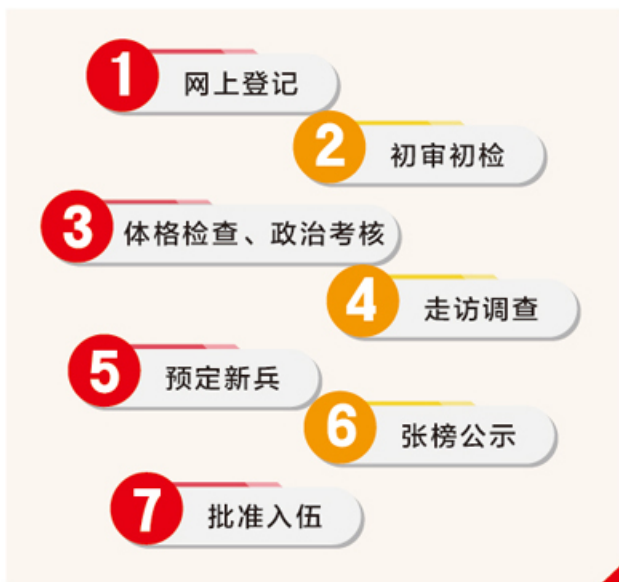 1 网上登记
2 初审初检
3 体格检查、政治考核
4 走访调查
5 预定新兵
6 张榜公示
7 批准入伍